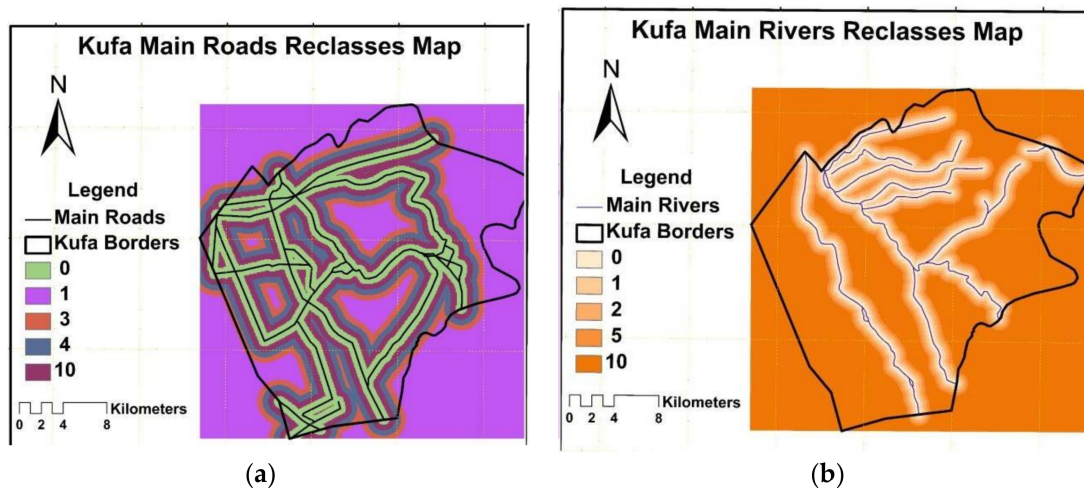 Kufa Main Roads Reclasses Map
N
Legend
Main Roads
Kufa Borders
0
1
3
4
10
Kilometers
0 2 4 8
(a)
Kufa Main Rivers Reclasses Map
N
Legend
Main Rivers
Kufa Borders
0
1
2
5
10
Kilometers
0 2 4 8
(b)